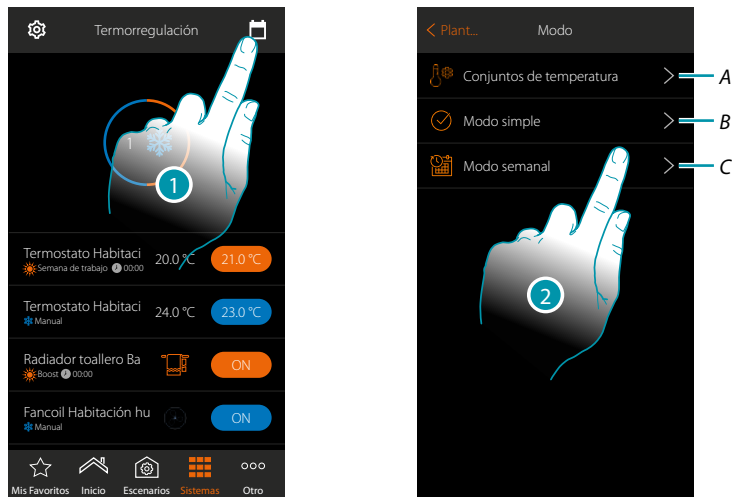 Termorregulación
1
1
Termostato Habitaci 20.0 °C 21.0 °C
Semana de trabajo 00:00
Termostato Habitaci 24.0 °C 23.0 °C
Manual
Radiador toallero Ba ON
Boost 00:00
Fancoil Habitación hu ON
Manual
Mis Favoritos Inicio Escenarios Sistemas Otro
Plant... Modo
Conjuntos de temperatura A
Modo simple B
Modo semanal C
2